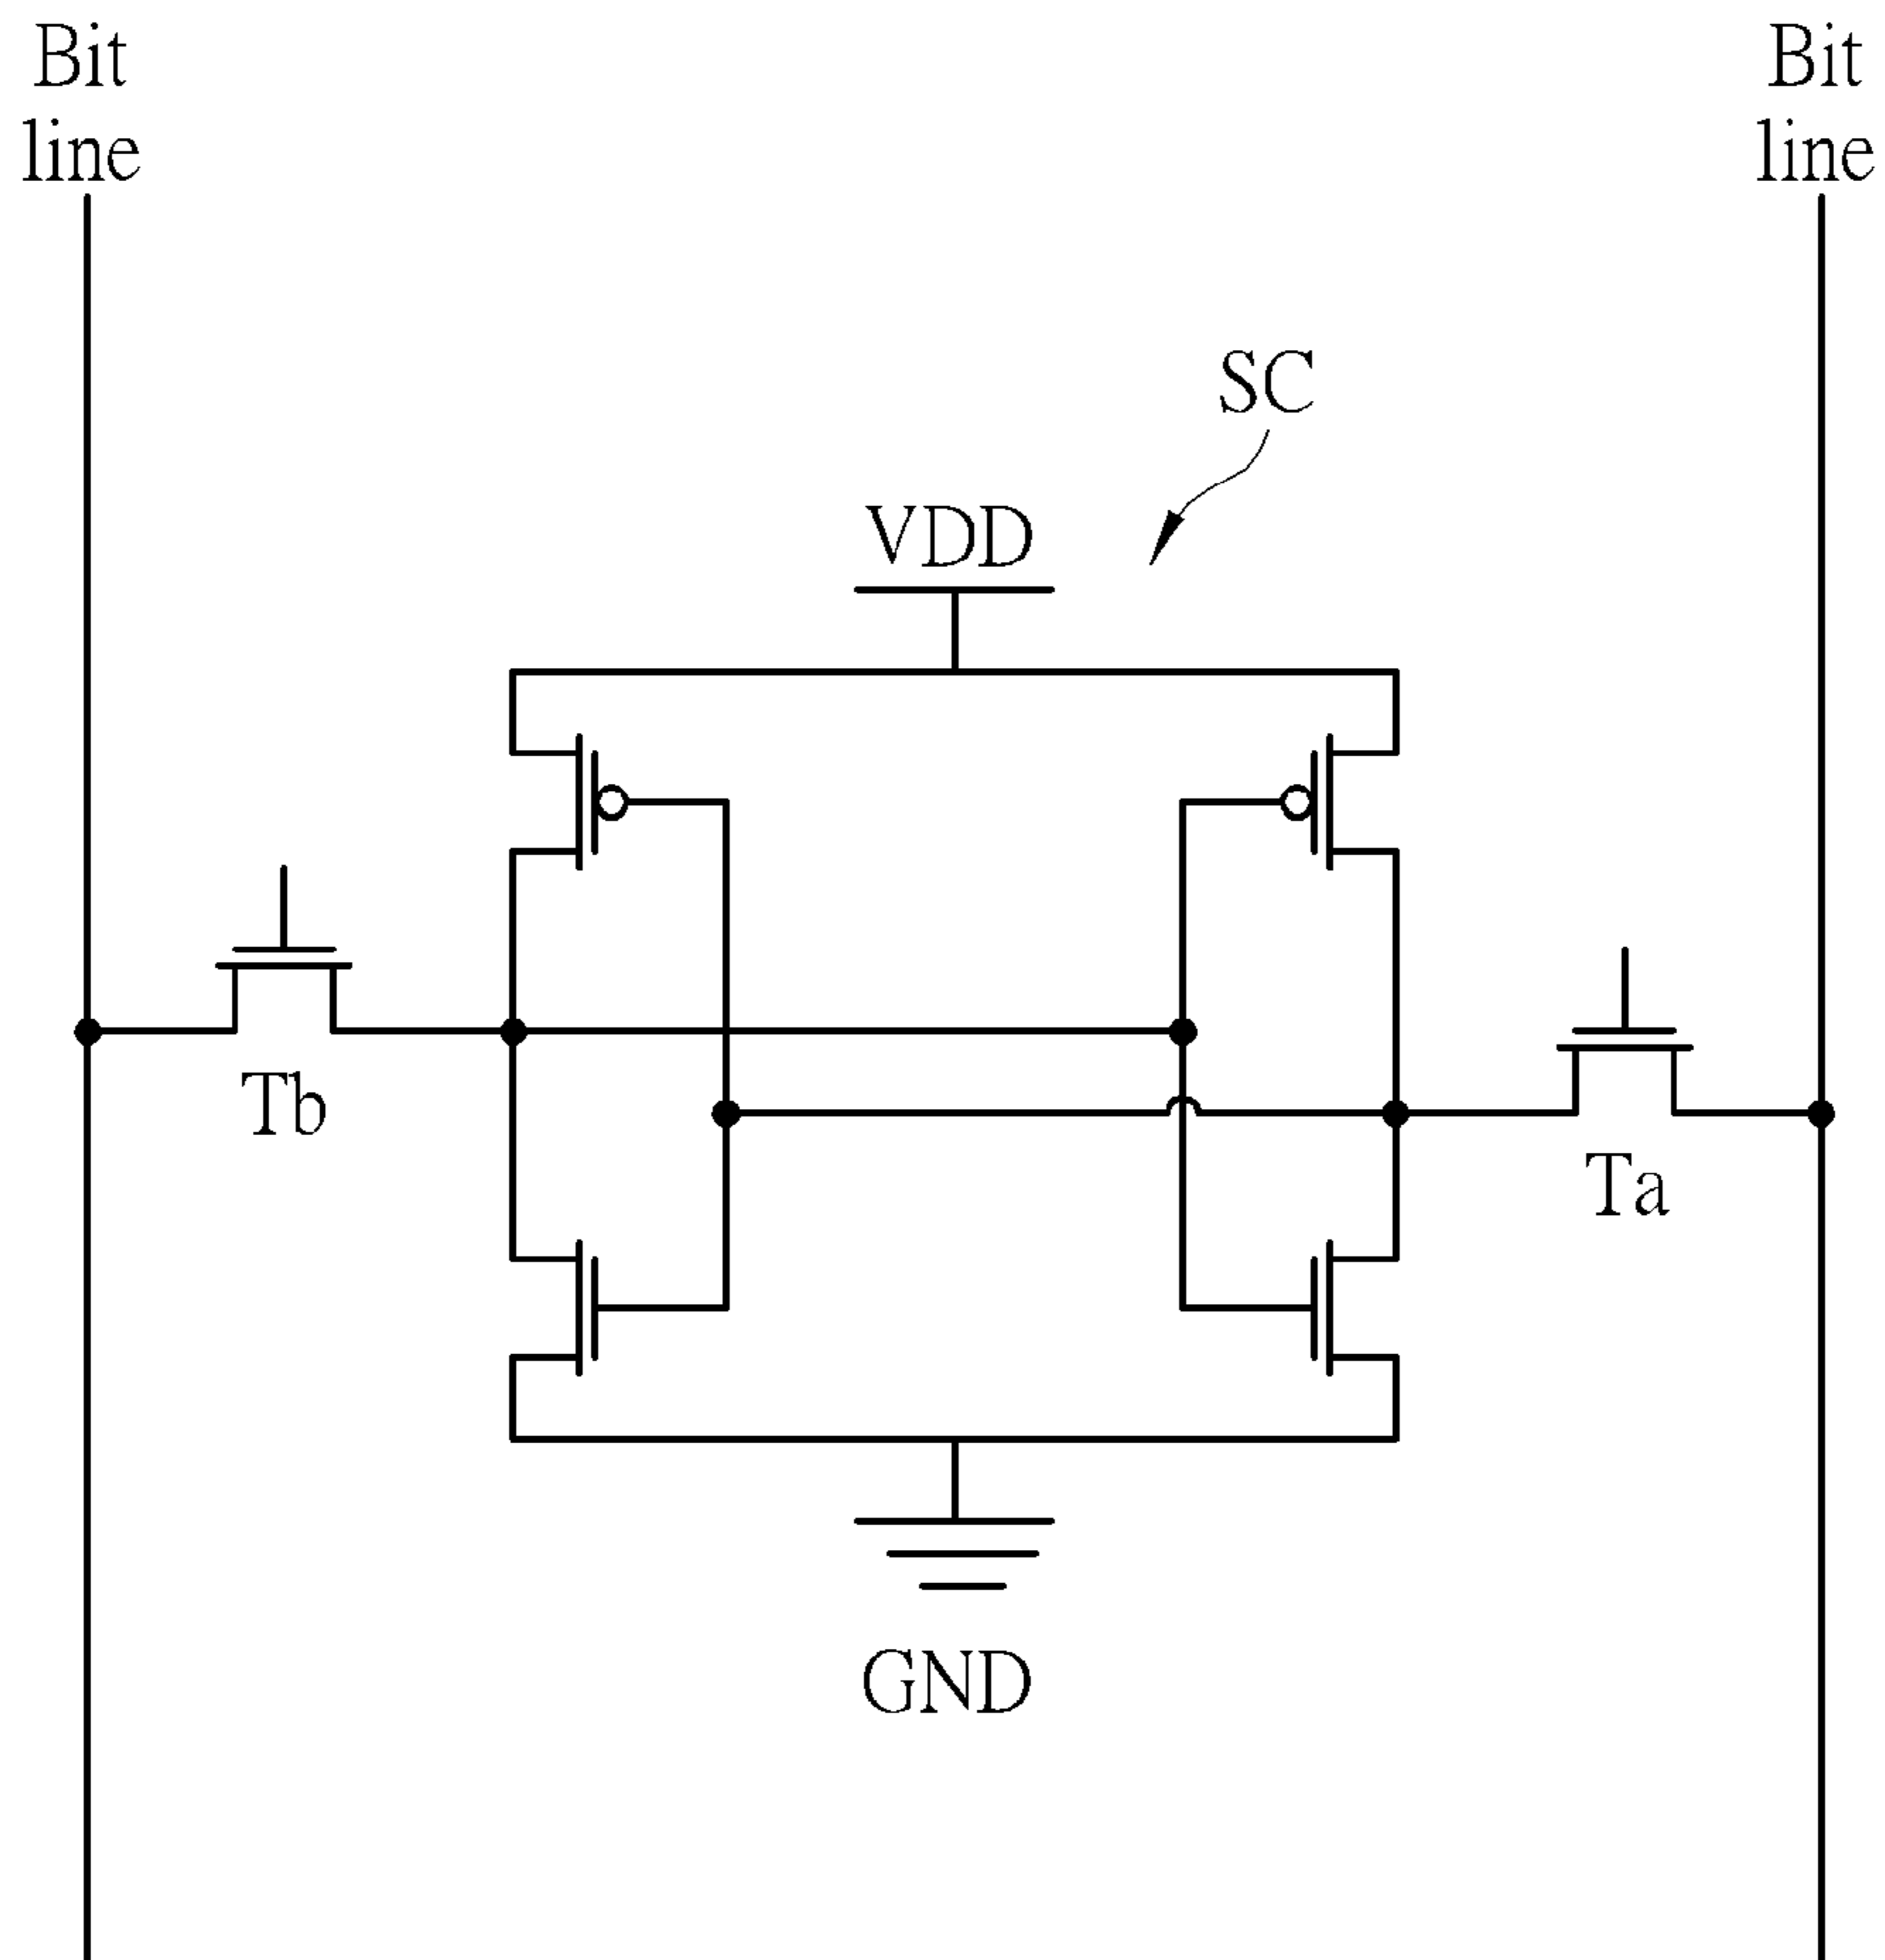 Bit
line
Bit
line
SC
VDD
Tb
Ta
GND